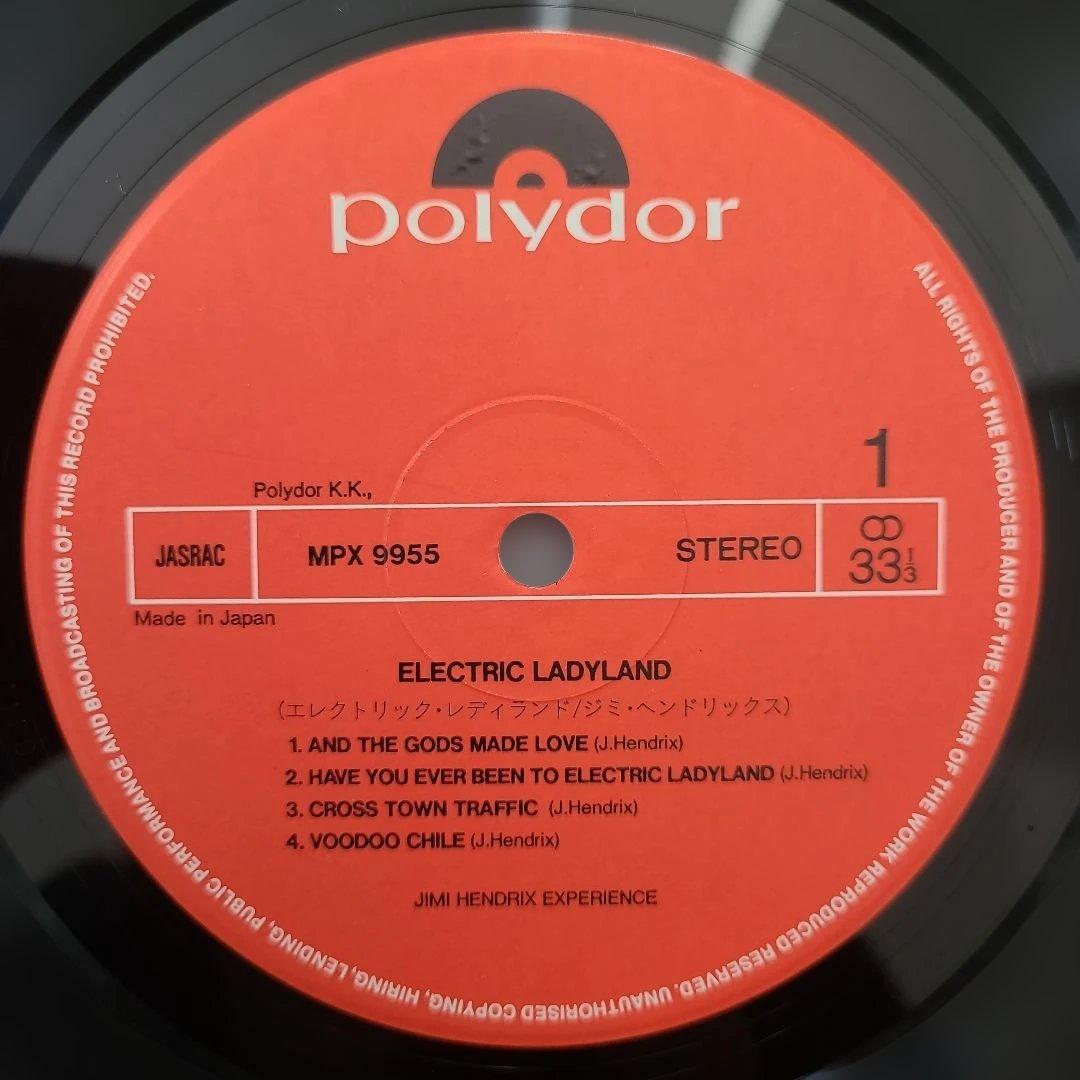 polydor
1
Polydor K.K.,
JASRAC MPX 9955 STEREO 33 1/3
Made in Japan
ELECTRIC LADYLAND
(エレクトリック・レディランド/ジミ・ヘンドリックス)
1. AND THE GODS MADE LOVE (J.Hendrix)
2. HAVE YOU EVER BEEN TO ELECTRIC LADYLAND (J.Hendrix)
3. CROSS TOWN TRAFFIC (J.Hendrix)
4. VOODOO CHILE (J.Hendrix)
JIMI HENDRIX EXPERIENCE
ALL RIGHTS OF THE PRODUCER AND OF THE OWNER OF THE WORK REPRODUCED RESERVED. UNAUTHORISED COPYING, HIRING, LENDING, PUBLIC PERFORMANCE AND BROADCASTING OF THIS RECORD PROHIBITED.